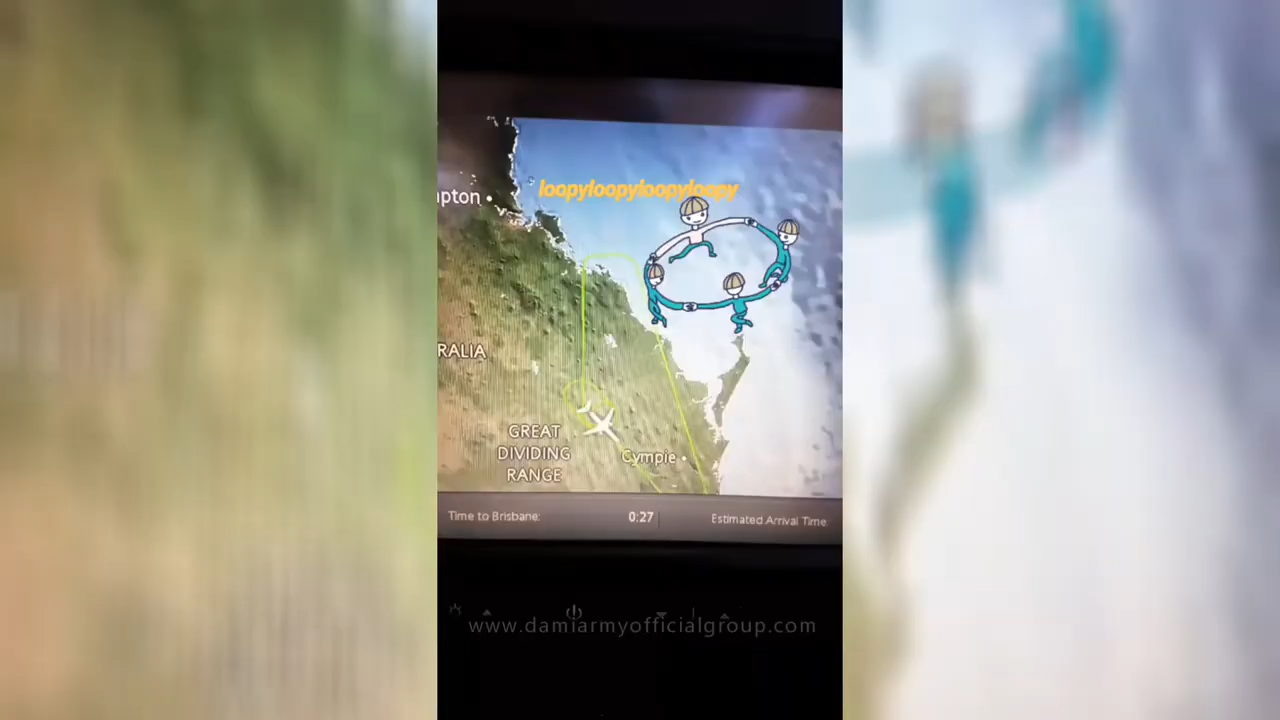 loopyloopyloopyloopy
pton
RALIA
GREAT
DIVIDING
RANGE
Gympie
Time to Brisbane:
0:27
Estimated Arrival Time:
www.damiarmyofficialgroup.com